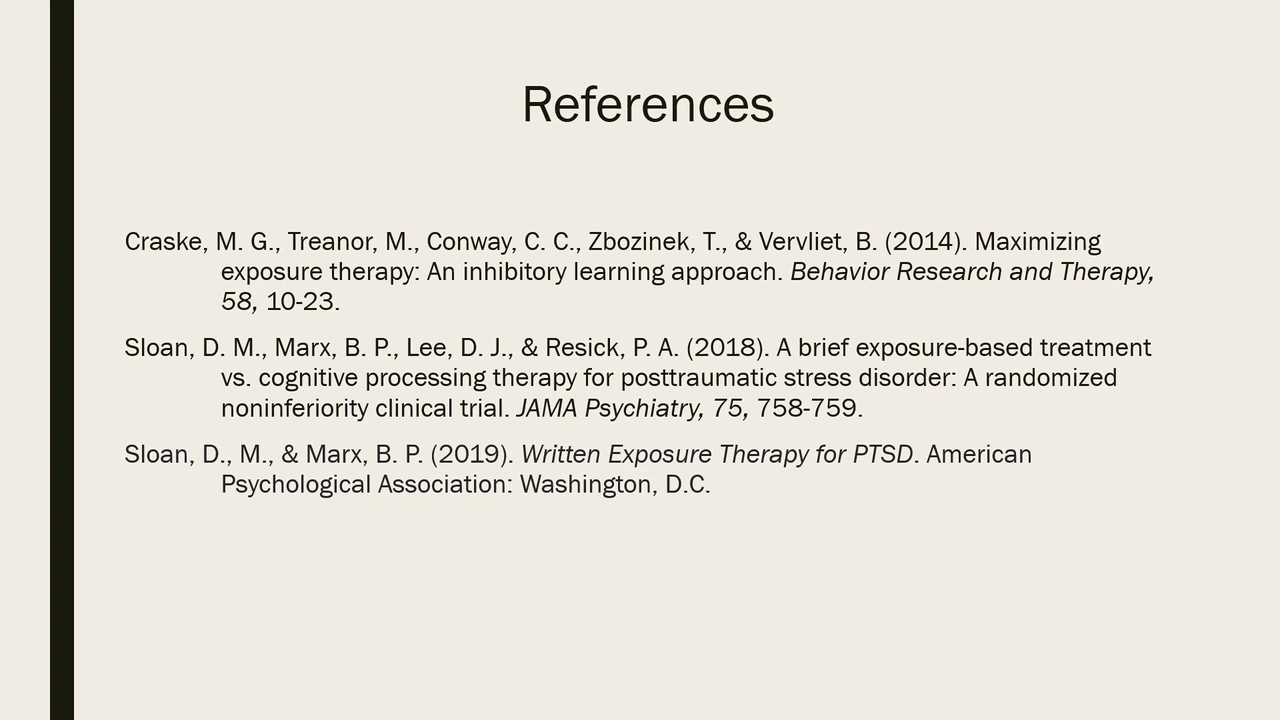 References
Craske, M. G., Treanor, M., Conway, C. C., Zbozinek, T., & Vervliet, B. (2014). Maximizing
exposure therapy: An inhibitory learning approach. Behavior Research and Therapy,
58, 10-23.
Sloan, D. M., Marx, B. P., Lee, D. J., & Resick, P. A. (2018). A brief exposure-based treatment
vs. cognitive processing therapy for posttraumatic stress disorder: A randomized
noninferiority clinical trial. JAMA Psychiatry, 75, 758-759.
Sloan, D., M., & Marx, B. P. (2019). Written Exposure Therapy for PTSD. American
Psychological Association: Washington, D.C.